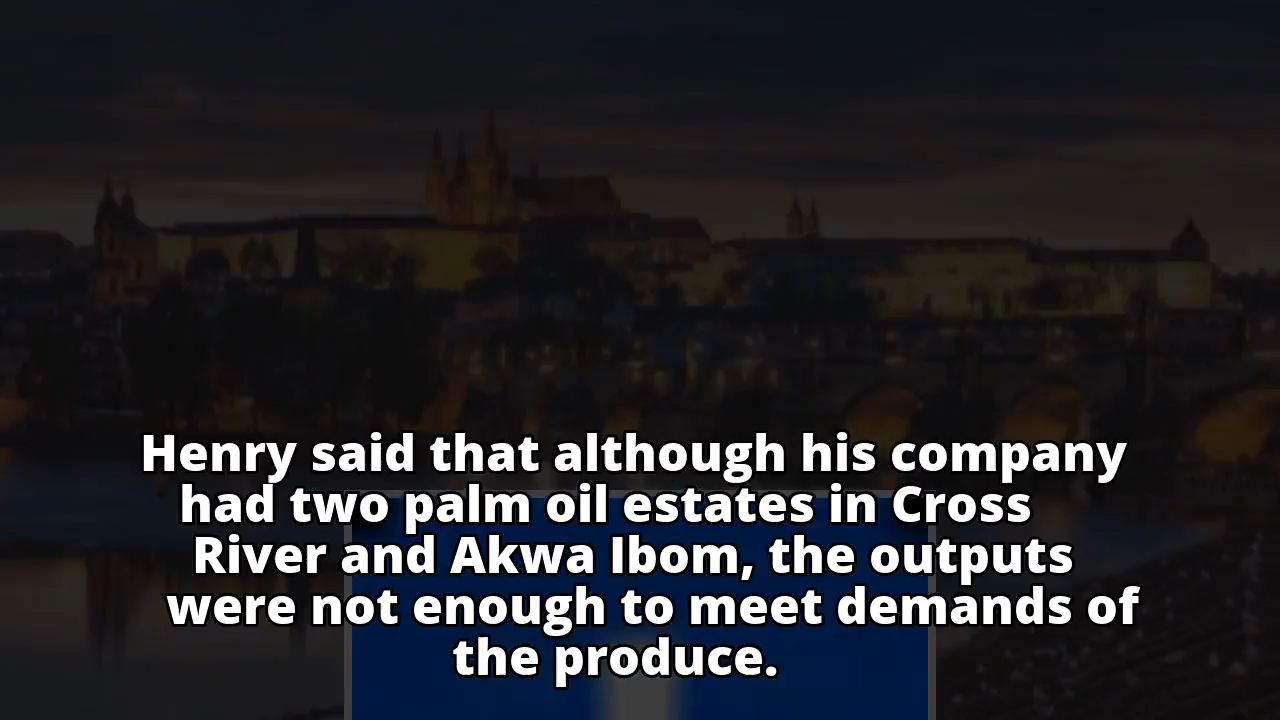 Henry said that although his company
had two palm oil estates in Cross
River and Akwa Ibom, the outputs
were not enough to meet demands of
the produce.